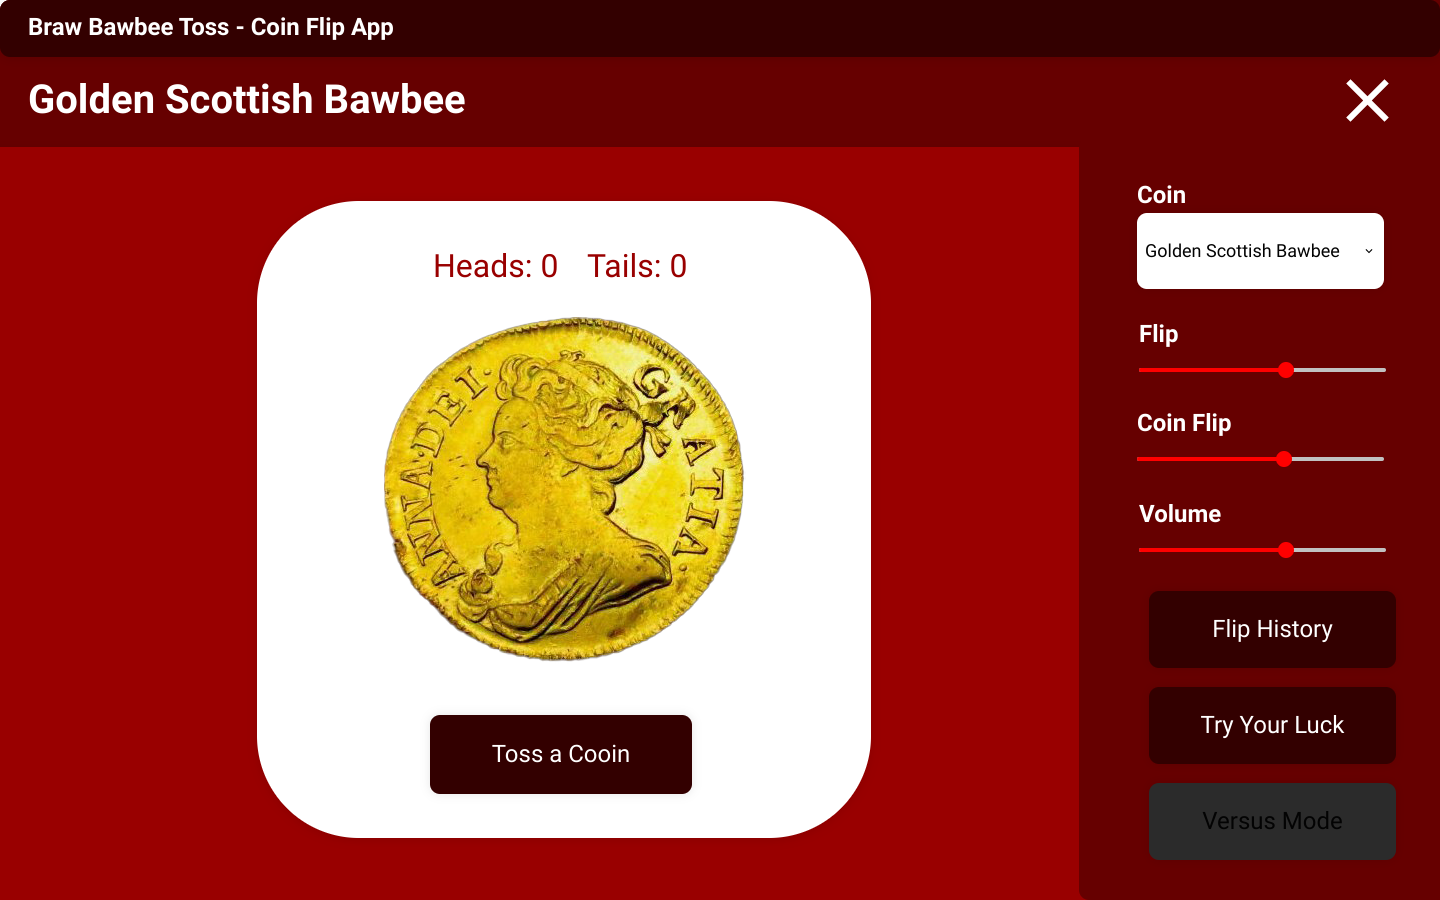 Braw Bawbee Toss - Coin Flip App
Golden Scottish Bawbee
Heads: 0 Tails: 0
ANNA·DEI· GRATIA·
Toss a Cooin
Coin
Golden Scottish Bawbee
Flip
Coin Flip
Volume
Flip History
Try Your Luck
Versus Mode